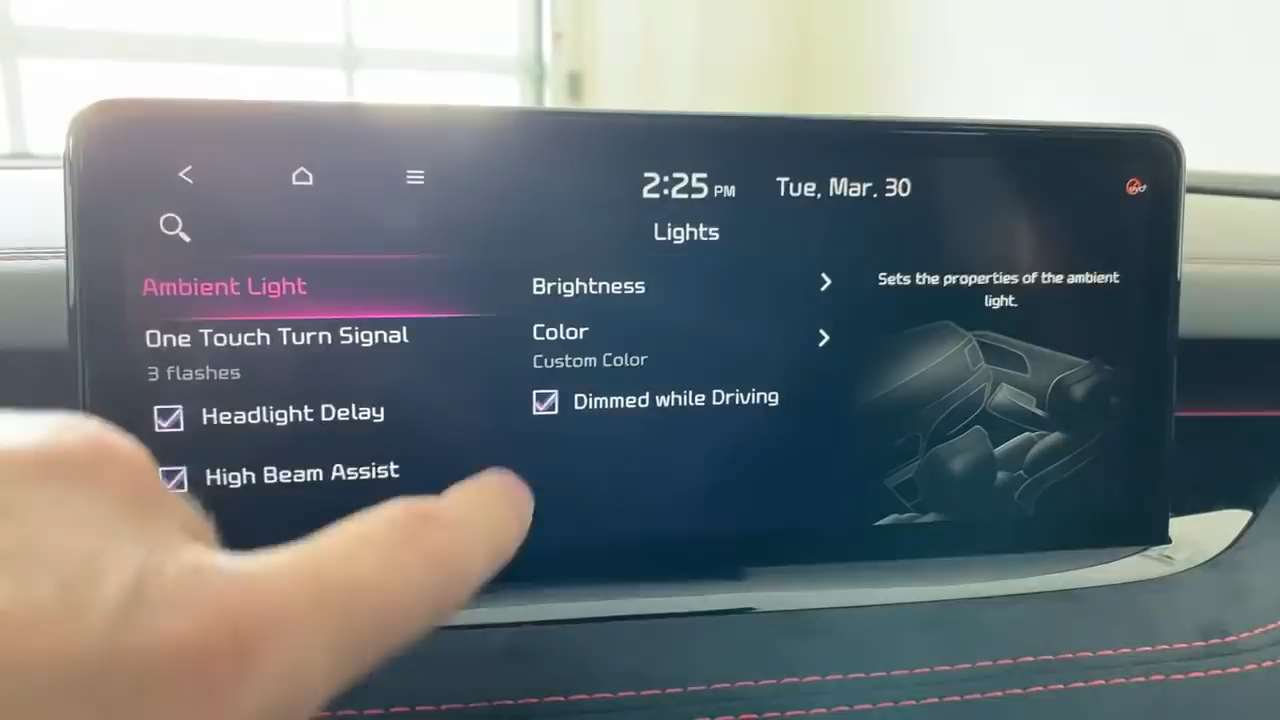 2:25 PM
Tue, Mar. 30
Lights
Ambient Light
One Touch Turn Signal
3 flashes
Headlight Delay
High Beam Assist
Brightness
Color
Custom Color
Dimmed while Driving
Sets the properties of the ambient
light.